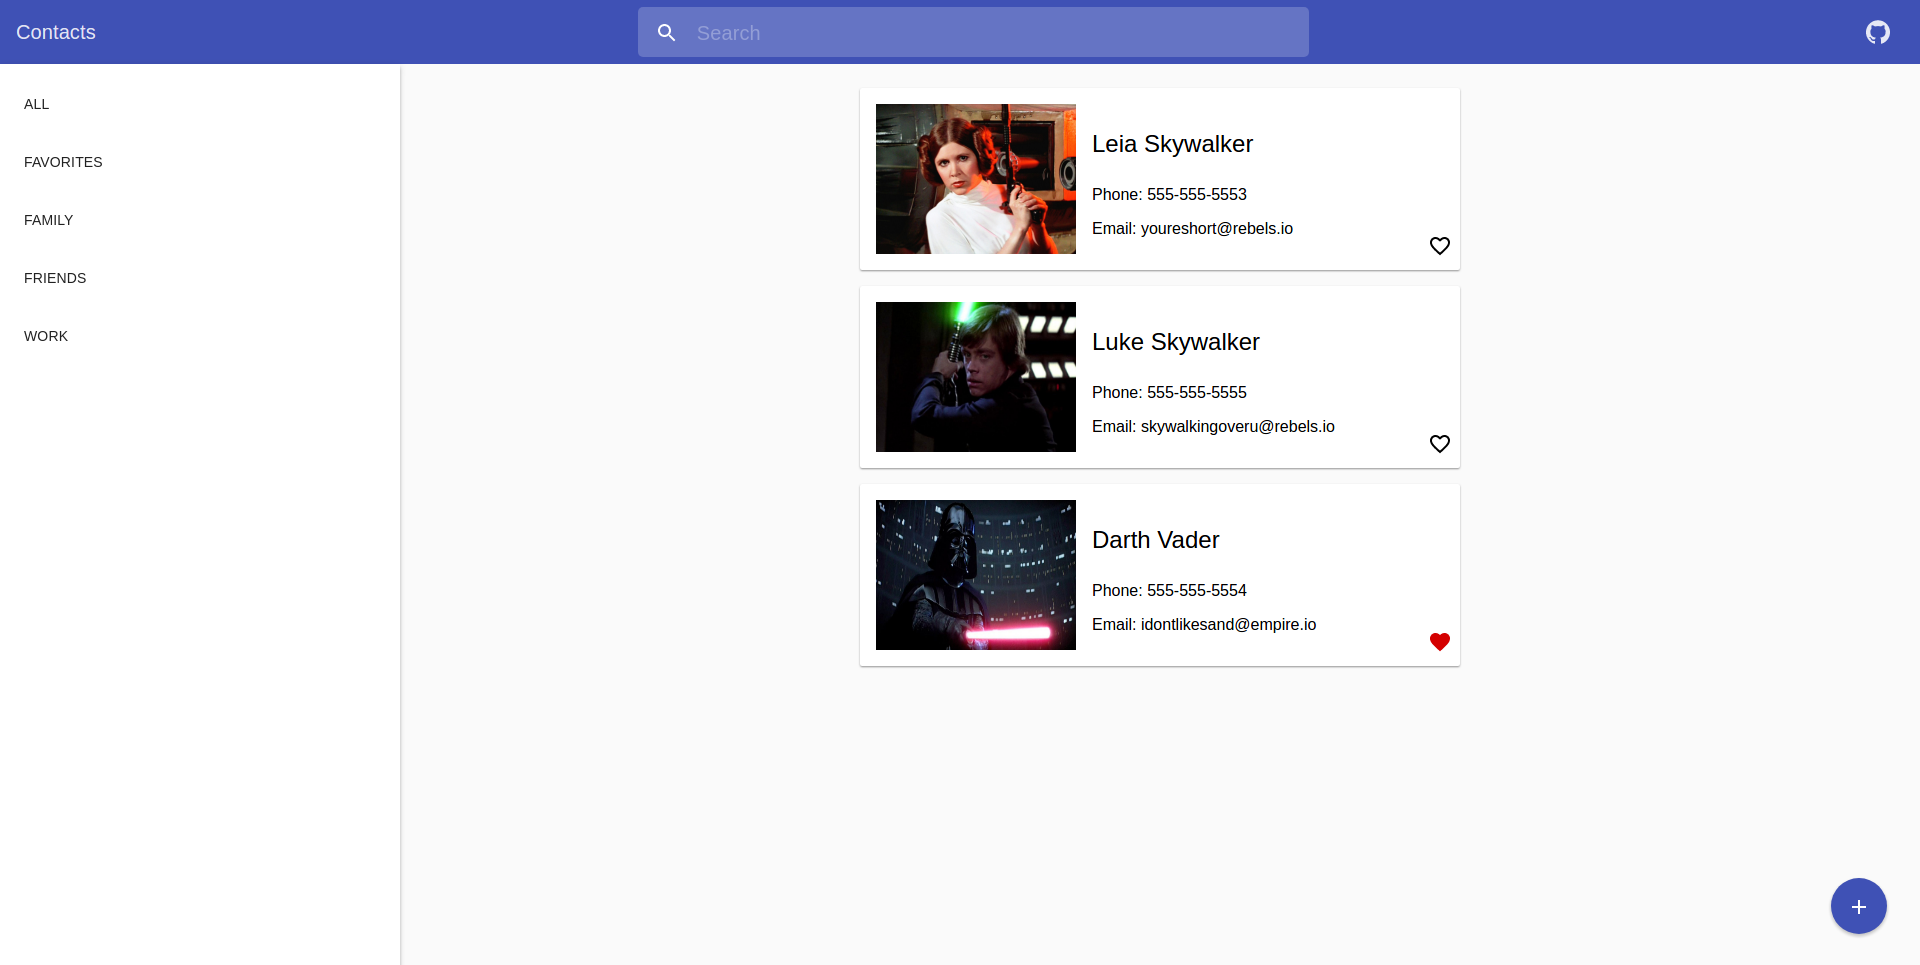 Contacts
Search
ALL
FAVORITES
FAMILY
FRIENDS
WORK
Leia Skywalker
Phone: 555-555-5553
Email: youreshort@rebels.io
Luke Skywalker
Phone: 555-555-5555
Email: skywalkingoveru@rebels.io
Darth Vader
Phone: 555-555-5554
Email: idontlikesand@empire.io